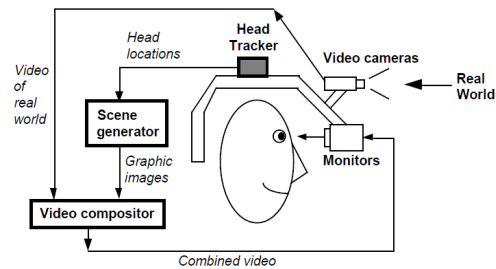 Head
Tracker
Head
locations
Video cameras
Video
of
real
world
Real
World
Scene
generator
Graphic
images
Monitors
Video compositor
Combined video